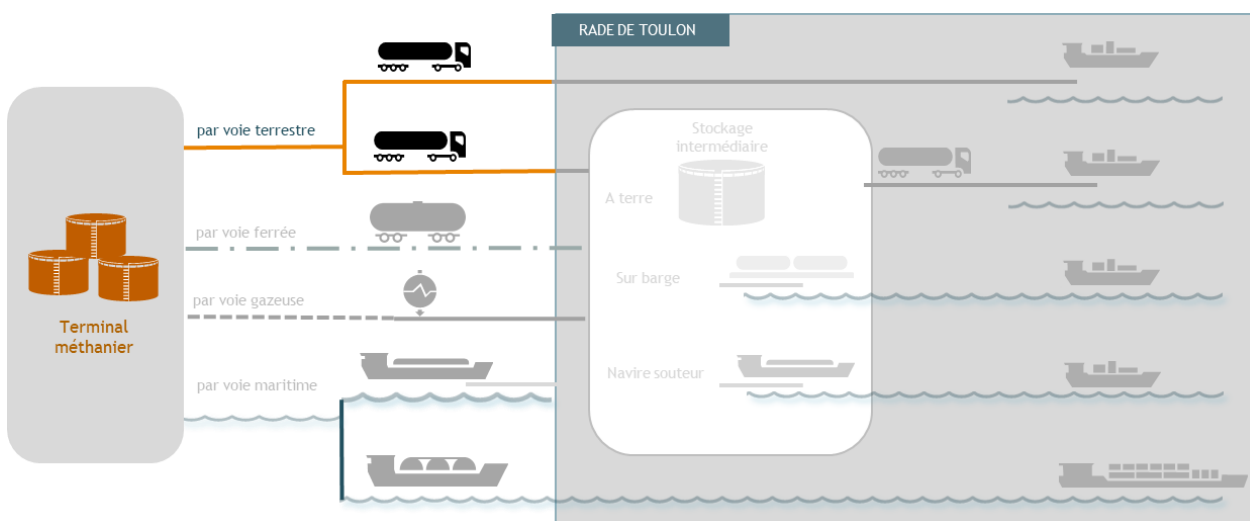 RADE DE TOULON
par voie terrestre
Stockage
intermédiaire
A terre
par voie ferrée
Sur barge
par voie gazeuse
Terminal
méthanier
Navire souteur
par voie maritime